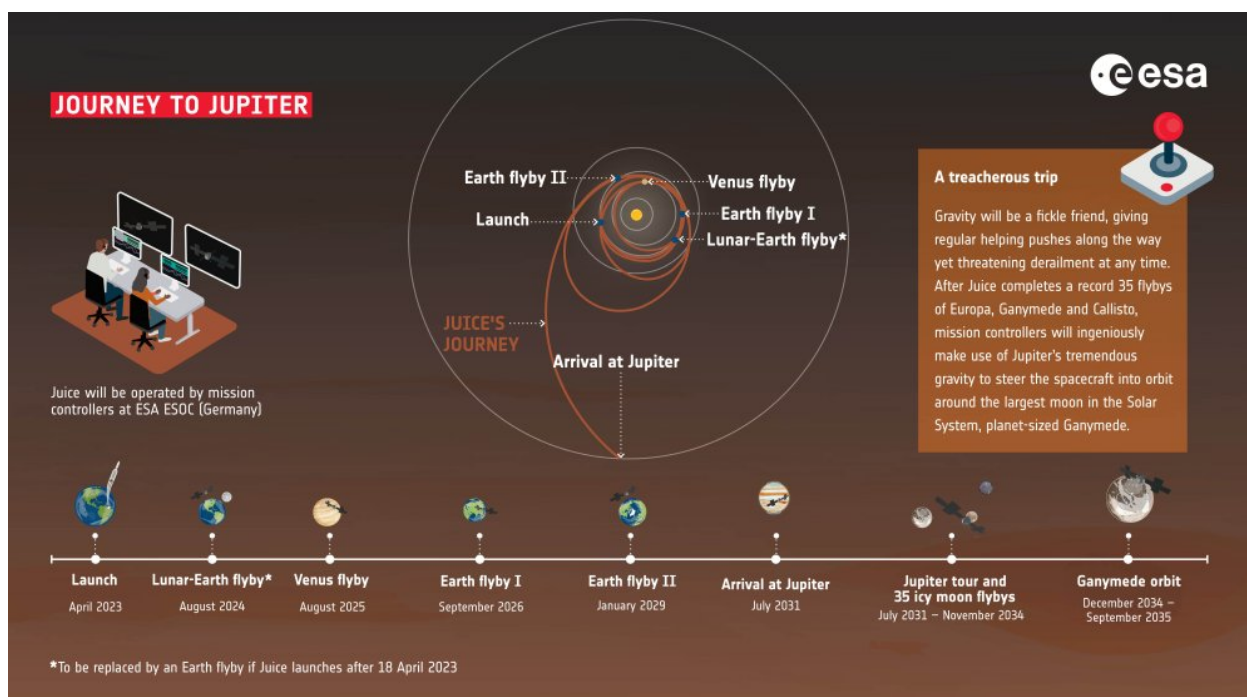 JOURNEY TO JUPITER
esa
Earth flyby II
Launch
Venus flyby
Earth flyby I
Lunar-Earth flyby*
JUICE'S
JOURNEY
Arrival at Jupiter
Juice will be operated by mission
controllers at ESA ESOC (Germany)
A treacherous trip
Gravity will be a fickle friend, giving
regular helping pushes along the way
yet threatening derailment at any time.
After Juice completes a record 35 flybys
of Europa, Ganymede and Callisto,
mission controllers will ingeniously
make use of Jupiter's tremendous
gravity to steer the spacecraft into orbit
around the largest moon in the Solar
System, planet-sized Ganymede.
Launch
April 2023
Lunar-Earth flyby*
August 2024
Venus flyby
August 2025
Earth flyby I
September 2026
Earth flyby II
January 2029
Arrival at Jupiter
July 2031
Jupiter tour and
35 icy moon flybys
July 2031 – November 2034
Ganymede orbit
December 2034 –
September 2035
*To be replaced by an Earth flyby if Juice launches after 18 April 2023